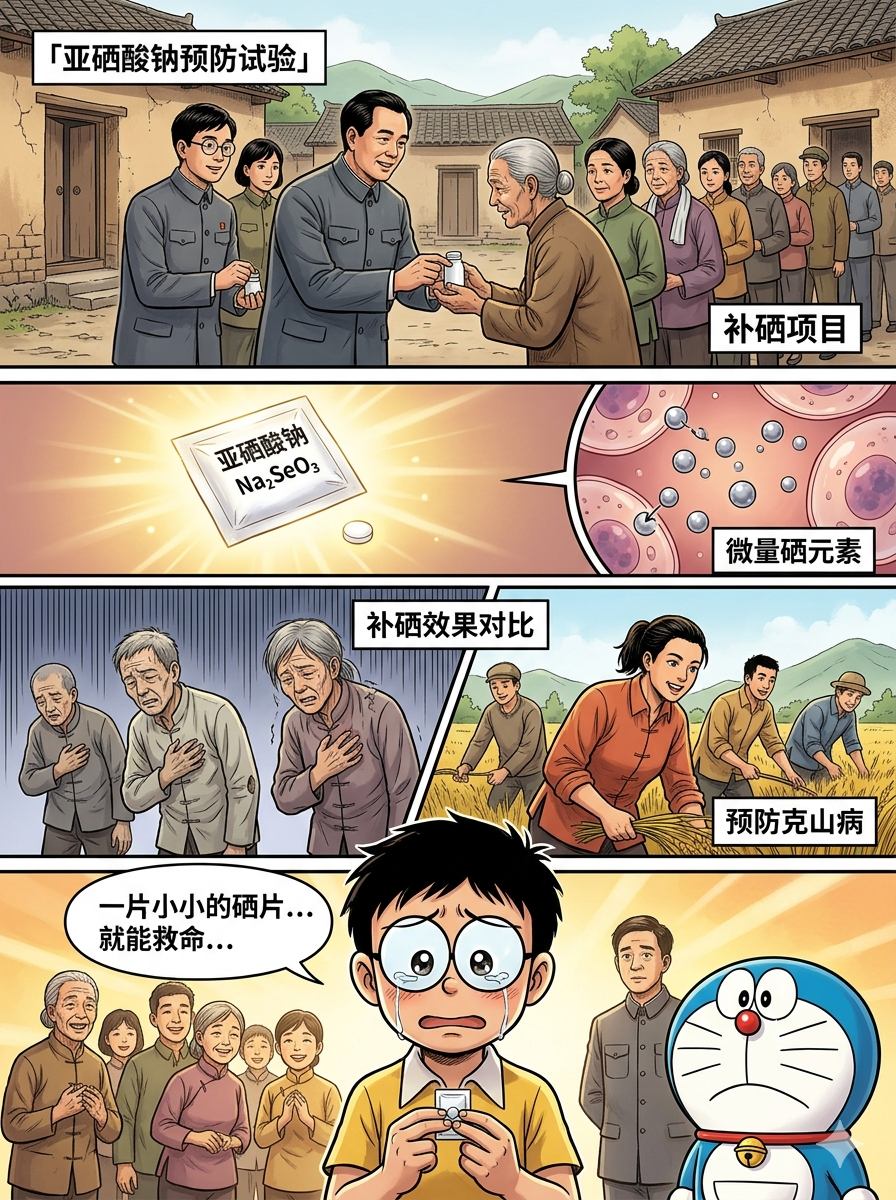 「亚硒酸钠预防试验」
补硒项目
亚硒酸钠
Na₂SeO₃
微量硒元素
补硒效果对比
预防克山病
一片小小的硒片...
就能救命...